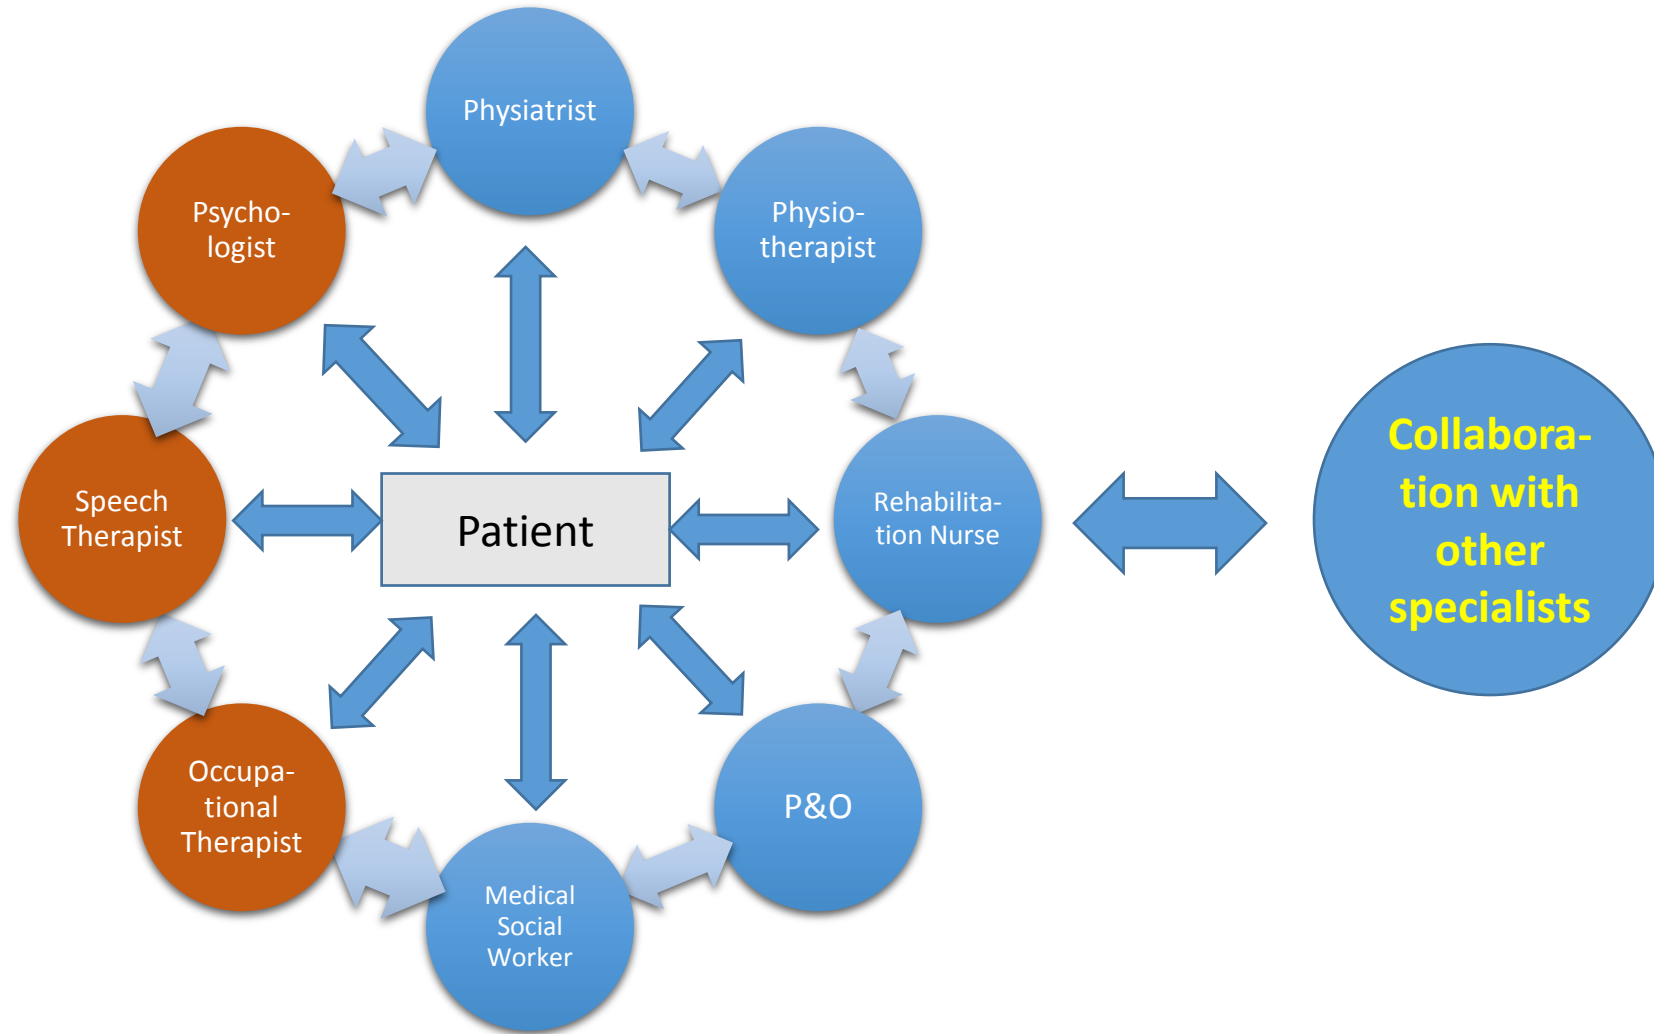 Physiatrist
Physio-
therapist
Rehabilita-
tion Nurse
P&O
Medical
Social
Worker
Occupa-
tional
Therapist
Speech
Therapist
Psycho-
logist
Patient
Collabora-
tion with
other
specialists